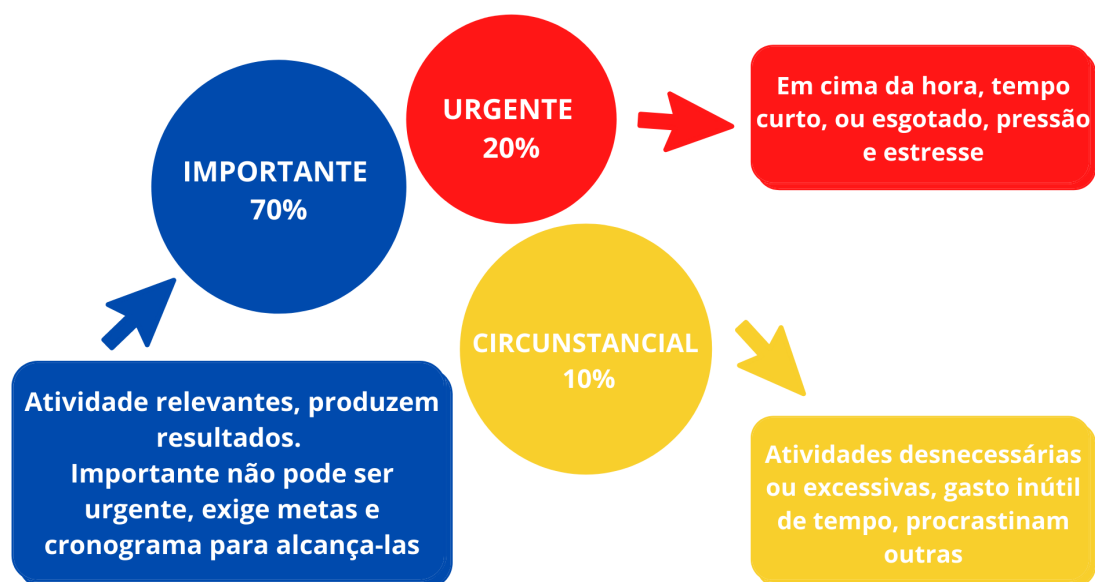 IMPORTANTE
70%
URGENTE
20%
Em cima da hora, tempo
curto, ou esgotado, pressão
e estresse
CIRCUNSTANCIAL
10%
Atividade relevantes, produzem
resultados.
Importante não pode ser
urgente, exige metas e
cronograma para alcança-las
Atividades desnecessárias
ou excessivas, gasto inútil
de tempo, procrastinam
outras